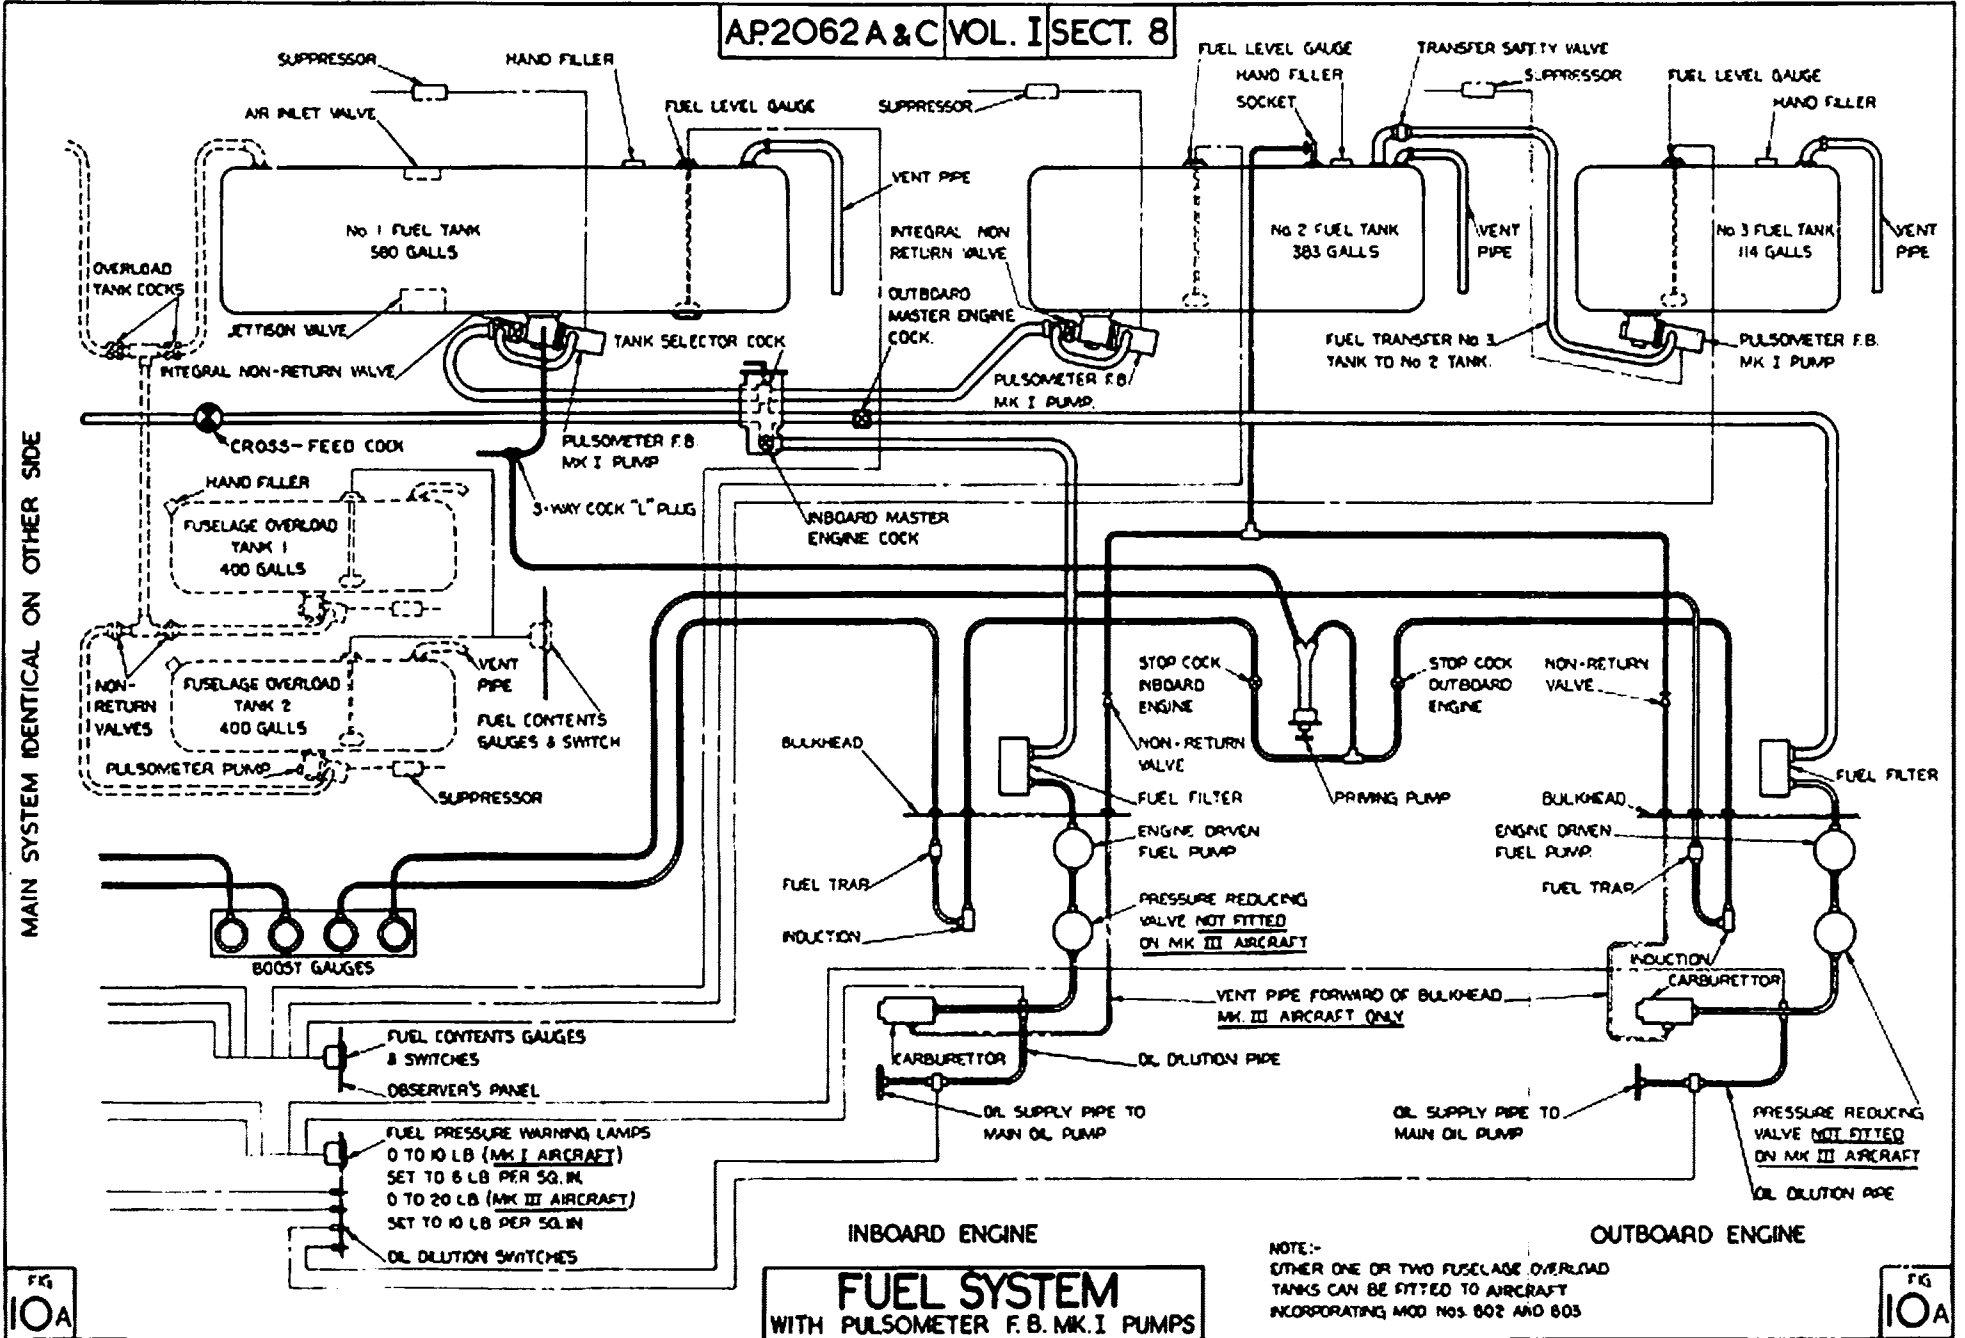 A.P.2062 A & C VOL. I SECT. 8
SUPPRESSOR
HAND FILLER
AIR INLET VALVE
FUEL LEVEL GAUGE
SUPPRESSOR
FUEL LEVEL GAUGE
HAND FILLER
SOCKET
TRANSFER SAFETY VALVE
SUPPRESSOR
FUEL LEVEL GAUGE
HAND FILLER
VENT PIPE
No 1 FUEL TANK
580 GALLS
INTEGRAL NON
RETURN VALVE
No 2 FUEL TANK
383 GALLS
VENT
PIPE
No 3 FUEL TANK
114 GALLS
VENT
PIPE
OVERLOAD
TANK COCKS
OUTBOARD
MASTER ENGINE
COCK.
JETTISON VALVE
TANK SELECTOR COCK
INTEGRAL NON-RETURN VALVE
PULSOMETER F.B.
MK I PUMP.
FUEL TRANSFER No 3
TANK TO No 2 TANK.
PULSOMETER F.B.
MK I PUMP
CROSS-FEED COCK
PULSOMETER F.B.
MK I PUMP
HAND FILLER
3-WAY COCK "L" PLUG
INBOARD MASTER
ENGINE COCK
FUSELAGE OVERLOAD
TANK 1
400 GALLS
MAIN SYSTEM IDENTICAL ON OTHER SIDE
NON-
RETURN
VALVES
FUSELAGE OVERLOAD
TANK 2
400 GALLS
VENT
PIPE
FUEL CONTENTS
GAUGES & SWITCH
PULSOMETER PUMP
SUPPRESSOR
STOP COCK
INBOARD
ENGINE
STOP COCK
OUTBOARD
ENGINE
NON-RETURN
VALVE
BULKHEAD
NON-RETURN
VALVE
FUEL FILTER
PRIMING PUMP
BULKHEAD
FUEL FILTER
ENGINE DRIVEN
FUEL PUMP
ENGINE DRIVEN
FUEL PUMP.
FUEL TRAP
FUEL TRAP
PRESSURE REDUCING
VALVE NOT FITTED
ON MK III AIRCRAFT
INDUCTION
INDUCTION
BOOST GAUGES
CARBURETTOR
VENT PIPE FORWARD OF BULKHEAD
MK. III AIRCRAFT ONLY
FUEL CONTENTS GAUGES
& SWITCHES
OBSERVER'S PANEL
CARBURETTOR
OIL DILUTION PIPE
OIL SUPPLY PIPE TO
MAIN OIL PUMP
OIL SUPPLY PIPE TO
MAIN OIL PUMP
PRESSURE REDUCING
VALVE NOT FITTED
ON MK III AIRCRAFT
OIL DILUTION PIPE
FUEL PRESSURE WARNING LAMPS
0 TO 10 LB (MK I AIRCRAFT)
SET TO 6 LB PER SQ. IN.
0 TO 20 LB (MK III AIRCRAFT)
SET TO 10 LB PER SQ. IN
OIL DILUTION SWITCHES
INBOARD ENGINE
OUTBOARD ENGINE
NOTE:-
EITHER ONE OR TWO FUSELAGE OVERLOAD
TANKS CAN BE FITTED TO AIRCRAFT
INCORPORATING MOD NOS. 802 AND 803
FIG
10A
FUEL SYSTEM
WITH PULSOMETER F.B. MK.I PUMPS
FIG
10A